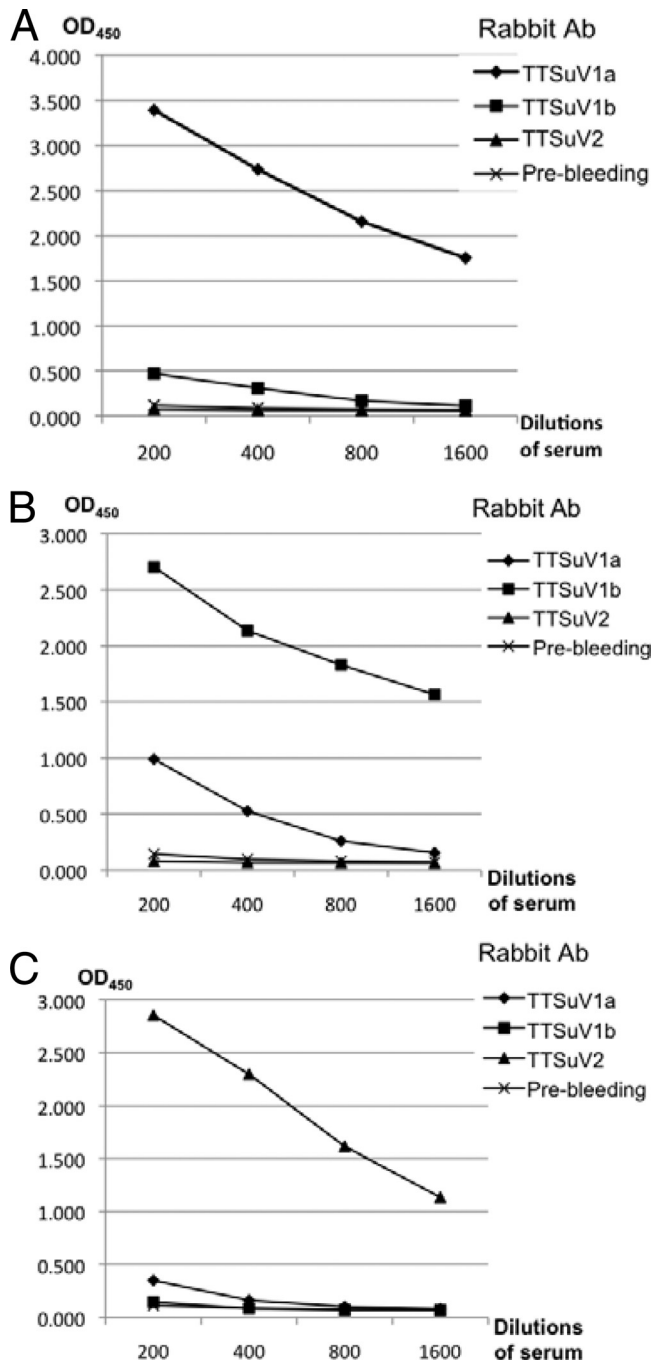 A
OD450
Rabbit Ab
TTSuV1a
TTSuV1b
TTSuV2
Pre-bleeding
4.000
3.500
3.000
2.500
2.000
1.500
1.000
0.500
0.000
200 400 800 1600
Dilutions
of serum
B
OD450
Rabbit Ab
TTSuV1a
TTSuV1b
TTSuV2
Pre-bleeding
3.000
2.500
2.000
1.500
1.000
0.500
0.000
200 400 800 1600
Dilutions
of serum
C
OD450
Rabbit Ab
TTSuV1a
TTSuV1b
TTSuV2
Pre-bleeding
3.000
2.500
2.000
1.500
1.000
0.500
0.000
200 400 800 1600
Dilutions
of serum